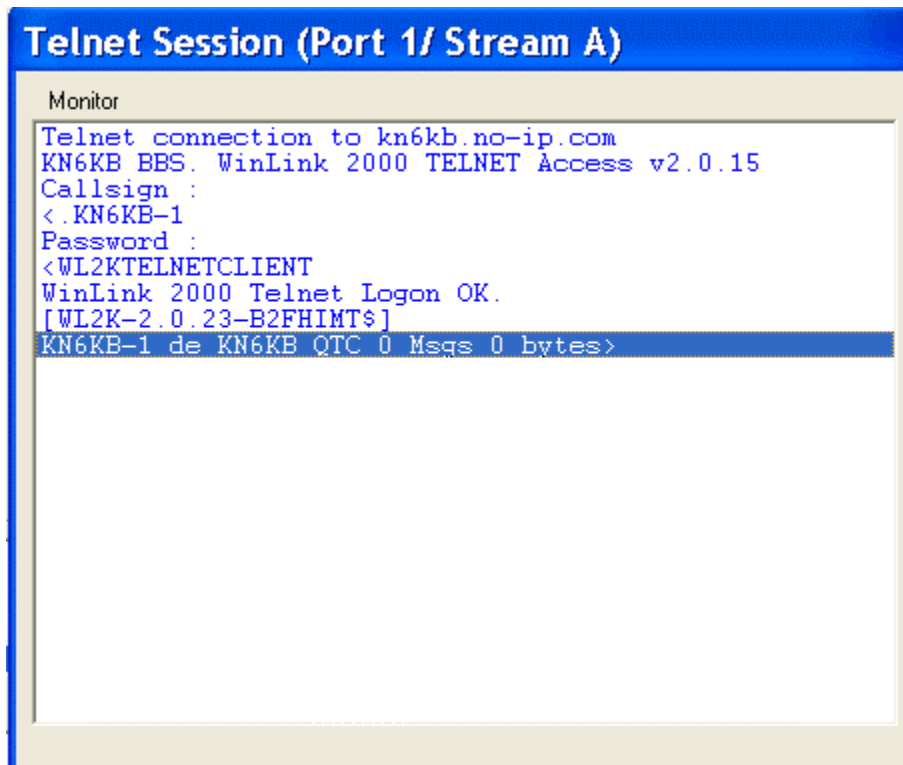 Telnet Session (Port 1/ Stream A)
Monitor
Telnet connection to kn6kb.no-ip.com
KN6KB BBS. WinLink 2000 TELNET Access v2.0.15
Callsign :
<.KN6KB-1
Password :
<WL2KTELNETCLIENT
WinLink 2000 Telnet Logon OK.
[WL2K-2.0.23-B2FHIMT$]
KN6KB-1 de KN6KB QTC 0 Msgs 0 bytes>